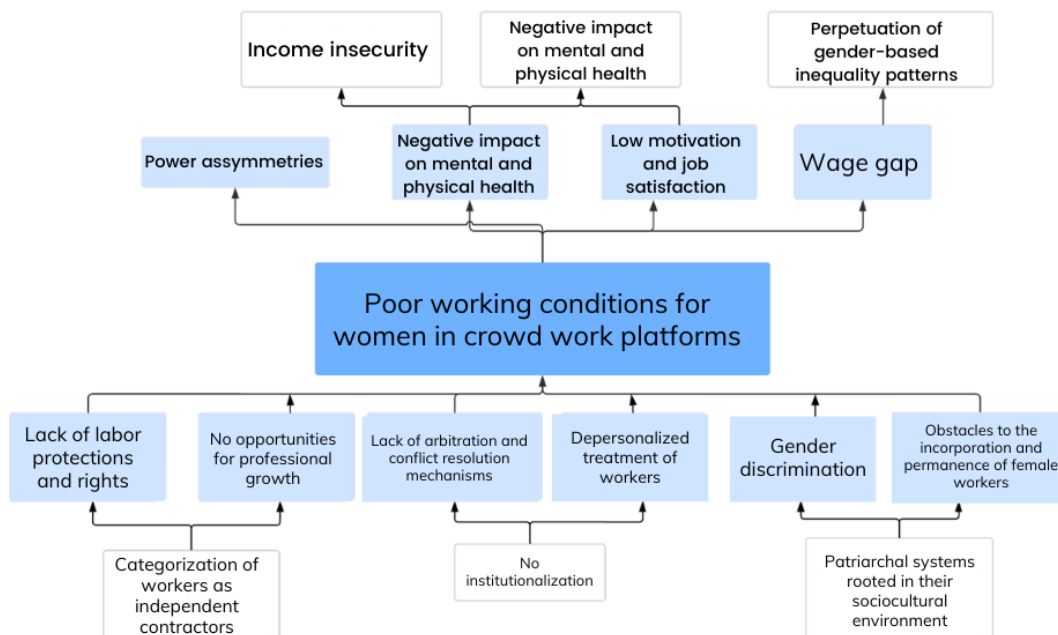 Income insecurity
Negative impact
on mental and
physical health
Perpetuation of
gender-based
inequality patterns
Power assymmetries
Negative impact
on mental and
physical health
Low motivation
and job
satisfaction
Wage gap
Poor working conditions for
women in crowd work platforms
Lack of labor
protections
and rights
No opportunities
for professional
growth
Lack of arbitration and
conflict resolution
mechanisms
Depersonalized
treatment of
workers
Gender
discrimination
Obstacles to the
incorporation and
permanence of female
workers
Categorization of
workers as
independent
contractors
No
institutionalization
Patriarchal systems
rooted in their
sociocultural
environment